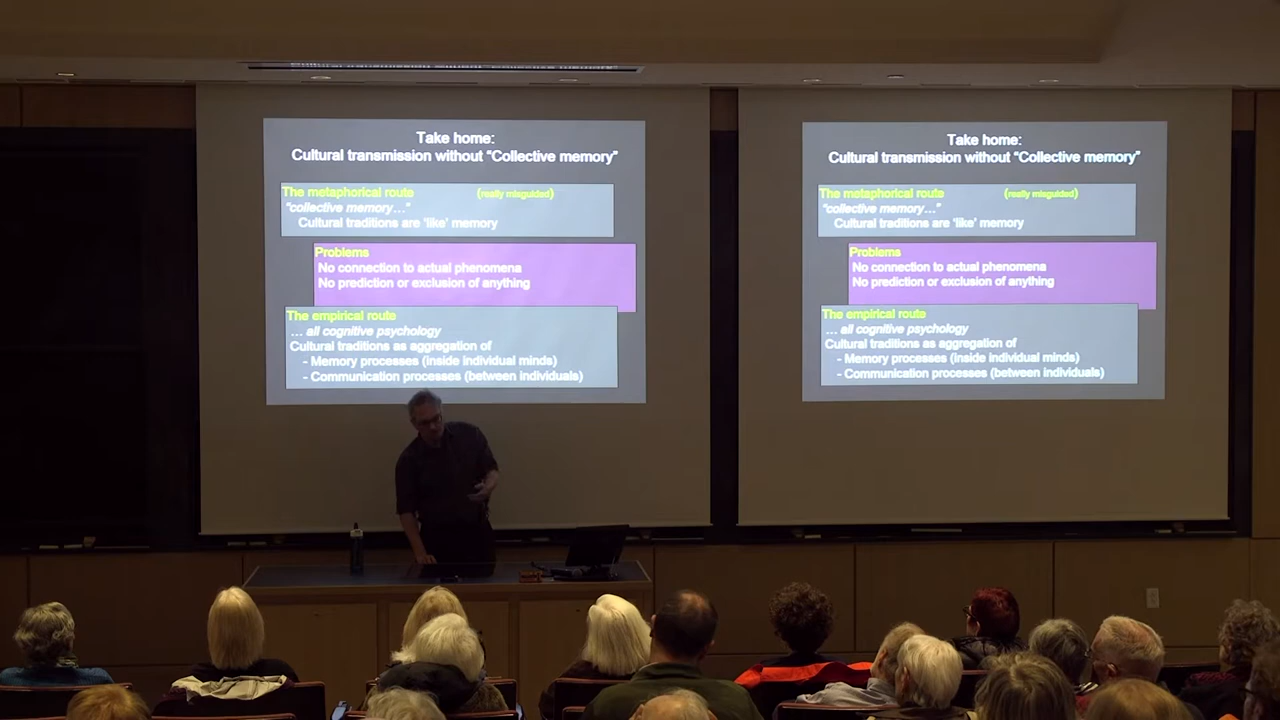 Take home:
Cultural transmission without “Collective memory”
The metaphorical route (really misguided)
“collective memory…”
Cultural traditions are ‘like’ memory
Problems
No connection to actual phenomena
No prediction or exclusion of anything
The empirical route
… all cognitive psychology
Cultural traditions as aggregation of
- Memory processes (inside individual minds)
- Communication processes (between individuals)
Take home:
Cultural transmission without “Collective memory”
The metaphorical route (really misguided)
“collective memory…”
Cultural traditions are ‘like’ memory
Problems
No connection to actual phenomena
No prediction or exclusion of anything
The empirical route
… all cognitive psychology
Cultural traditions as aggregation of
- Memory processes (inside individual minds)
- Communication processes (between individuals)